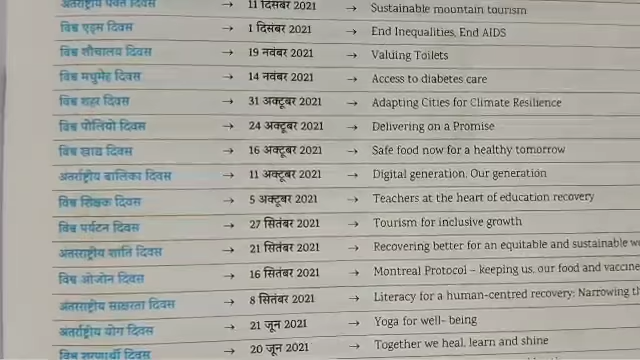 अंतर्राष्ट्रीय पर्वत दिवस → 11 दिसंबर 2021 → Sustainable mountain tourism
विश्व एड्स दिवस → 1 दिसंबर 2021 → End Inequalities, End AIDS
विश्व शौचालय दिवस → 19 नवंबर 2021 → Valuing Toilets
विश्व मधुमेह दिवस → 14 नवंबर 2021 → Access to diabetes care
विश्व शहर दिवस → 31 अक्टूबर 2021 → Adapting Cities for Climate Resilience
विश्व पोलियो दिवस → 24 अक्टूबर 2021 → Delivering on a Promise
विश्व खाद्य दिवस → 16 अक्टूबर 2021 → Safe food now for a healthy tomorrow
अंतर्राष्ट्रीय बालिका दिवस → 11 अक्टूबर 2021 → Digital generation, Our generation
विश्व शिक्षक दिवस → 5 अक्टूबर 2021 → Teachers at the heart of education recovery
विश्व पर्यटन दिवस → 27 सितंबर 2021 → Tourism for inclusive growth
अंतरराष्ट्रीय शांति दिवस → 21 सितंबर 2021 → Recovering better for an equitable and sustainable
विश्व ओजोन दिवस → 16 सितंबर 2021 → Montreal Protocol – keeping us, our food and vaccine
अंतरराष्ट्रीय साक्षरता दिवस → 8 सितंबर 2021 → Literacy for a human-centred recovery: Narrowing
अंतर्राष्ट्रीय योग दिवस → 21 जून 2021 → Yoga for well- being
विश्व शरणार्थी दिवस → 20 जून 2021 → Together we heal, learn and shine